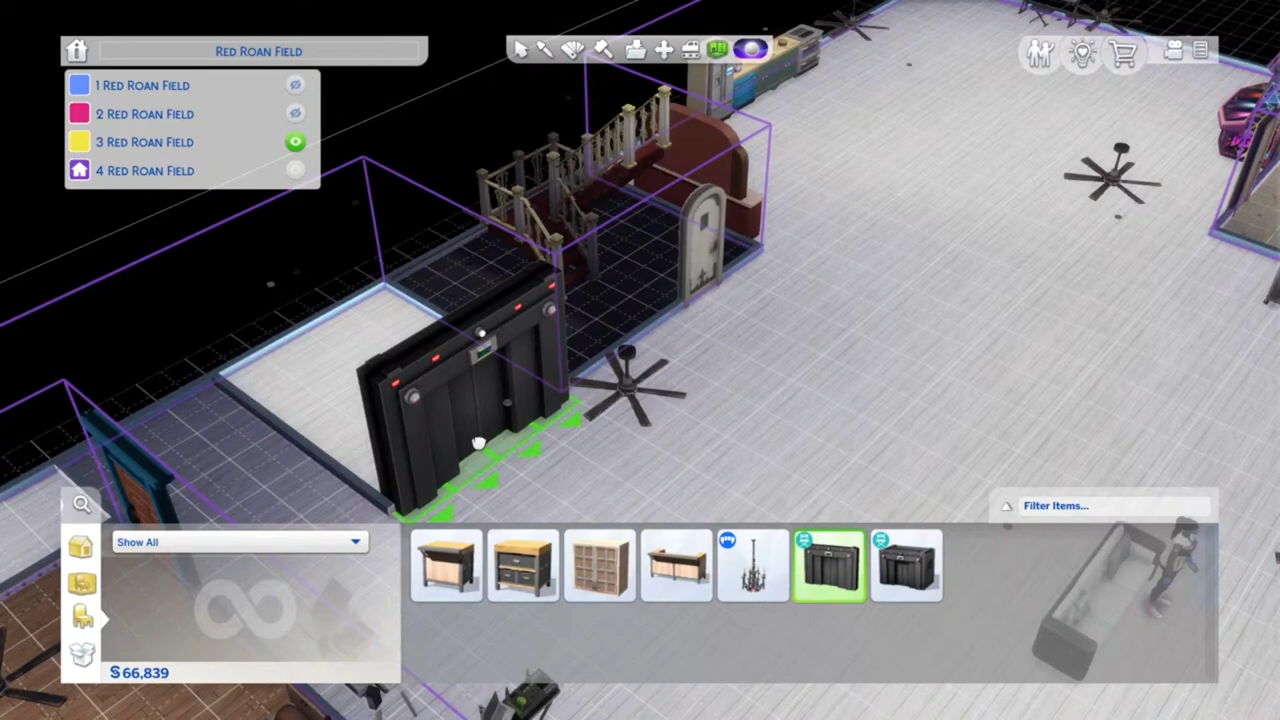 RED ROAN FIELD
1 RED ROAN FIELD
2 RED ROAN FIELD
3 RED ROAN FIELD
4 RED ROAN FIELD
Filter Items...
Show All
§66,839